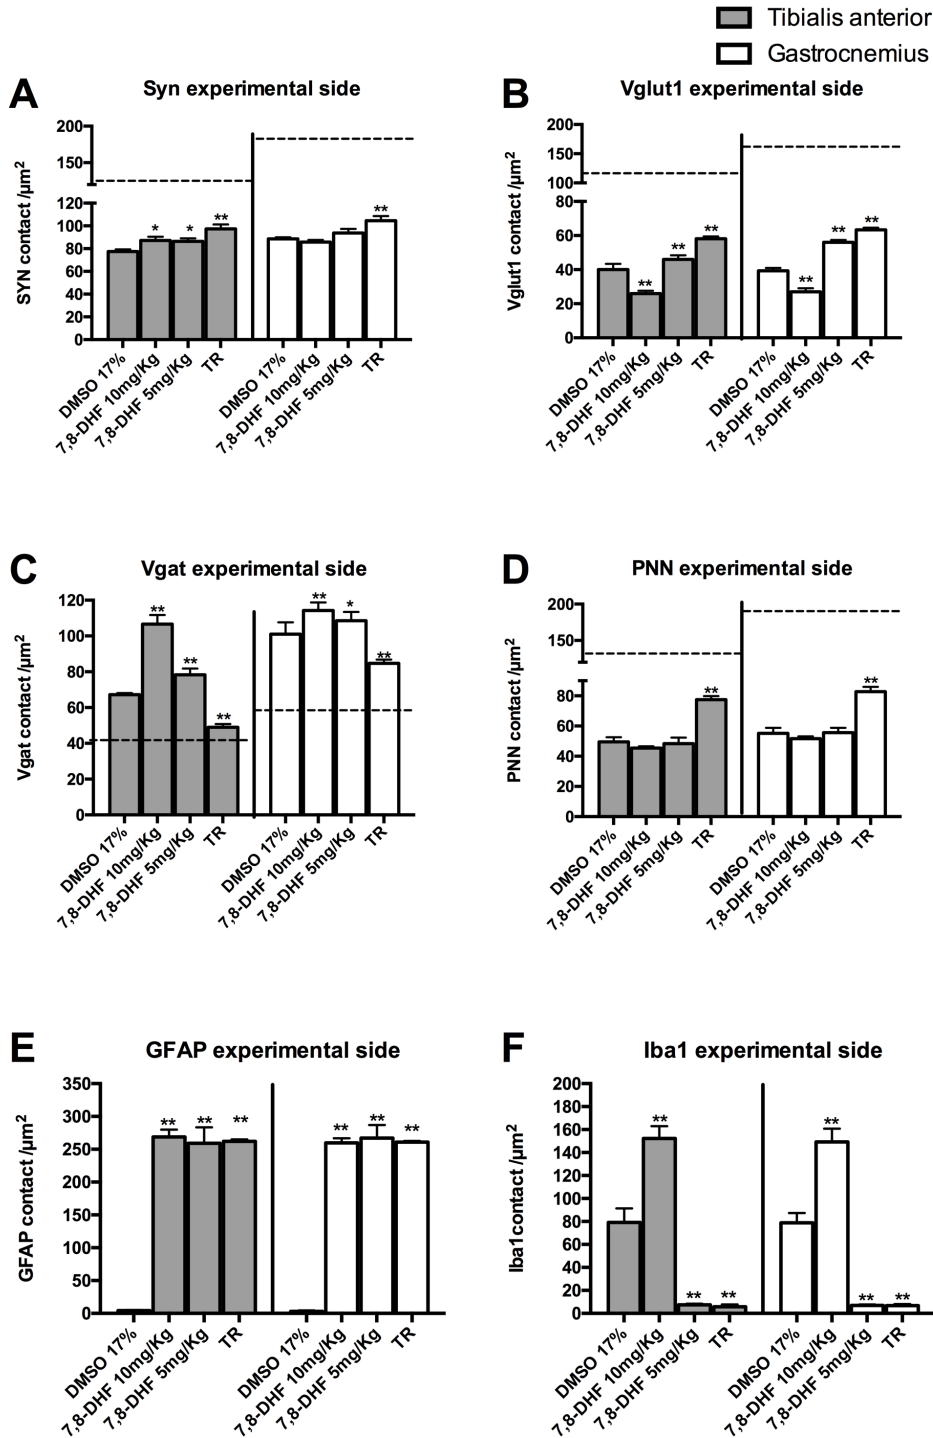 Tibialis anterior
Gastrocnemius
A
Syn experimental side
SYN contact /µm²
200
150
120
100
80
60
40
20
0
*
*
**
**
DMSO 17%
7,8-DHF 10mg/Kg
7,8-DHF 5mg/Kg
TR
DMSO 17%
7,8-DHF 10mg/Kg
7,8-DHF 5mg/Kg
TR
B
Vglut1 experimental side
Vglut1 contact /µm²
200
150
100
80
60
40
20
0
**
**
**
**
**
**
DMSO 17%
7,8-DHF 10mg/Kg
7,8-DHF 5mg/Kg
TR
DMSO 17%
7,8-DHF 10mg/Kg
7,8-DHF 5mg/Kg
TR
C
Vgat experimental side
Vgat contact /µm²
120
100
80
60
40
20
0
**
**
**
**
*
**
DMSO 17%
7,8-DHF 10mg/Kg
7,8-DHF 5mg/Kg
TR
DMSO 17%
7,8-DHF 10mg/Kg
7,8-DHF 5mg/Kg
TR
D
PNN experimental side
PNN contact /µm²
200
150
80
60
40
20
0
**
**
DMSO 17%
7,8-DHF 10mg/Kg
7,8-DHF 5mg/Kg
TR
DMSO 17%
7,8-DHF 10mg/Kg
7,8-DHF 5mg/Kg
TR
E
GFAP experimental side
GFAP contact /µm²
350
300
250
200
150
100
50
0
**
**
**
**
**
**
DMSO 17%
7,8-DHF 10mg/Kg
7,8-DHF 5mg/Kg
TR
DMSO 17%
7,8-DHF 10mg/Kg
7,8-DHF 5mg/Kg
TR
F
Iba1 experimental side
Iba1contact /µm²
200
180
160
140
120
100
80
60
40
20
0
**
**
**
**
**
**
DMSO 17%
7,8-DHF 10mg/Kg
7,8-DHF 5mg/Kg
TR
DMSO 17%
7,8-DHF 10mg/Kg
7,8-DHF 5mg/Kg
TR